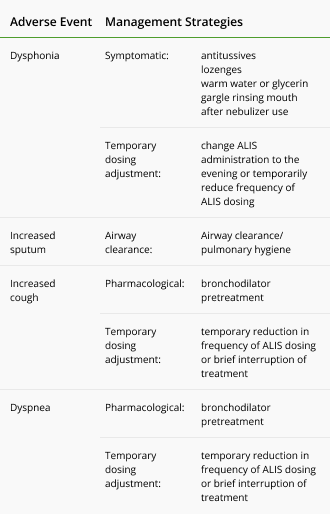 Adverse Event Management Strategies
Dysphonia Symptomatic: antitussives
lozenges
warm water or glycerin
gargle rinsing mouth
after nebulizer use
Temporary change ALIS
dosing administration to the
adjustment: evening or temporarily
reduce frequency of
ALIS dosing
Increased Airway Airway clearance/
sputum clearance: pulmonary hygiene
Increased Pharmacological: bronchodilator
cough pretreatment
Temporary temporary reduction in
dosing frequency of ALIS dosing
adjustment: or brief interruption of
treatment
Dyspnea Pharmacological: bronchodilator
pretreatment
Temporary temporary reduction in
dosing frequency of ALIS dosing
adjustment: or brief interruption of
treatment